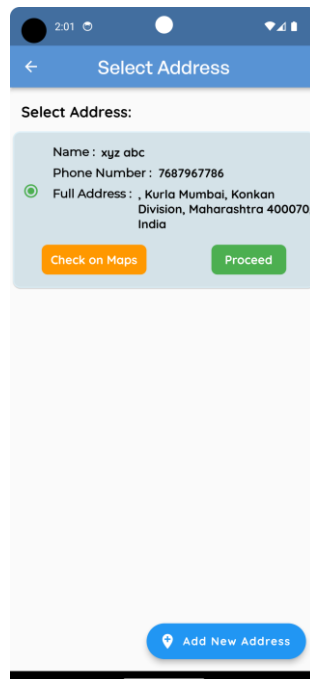 2:01
Select Address
Select Address:
Name : xyz abc
Phone Number : 7687967786
Full Address : , Kurla Mumbai, Konkan
Division, Maharashtra 400070
India
Check on Maps
Proceed
Add New Address